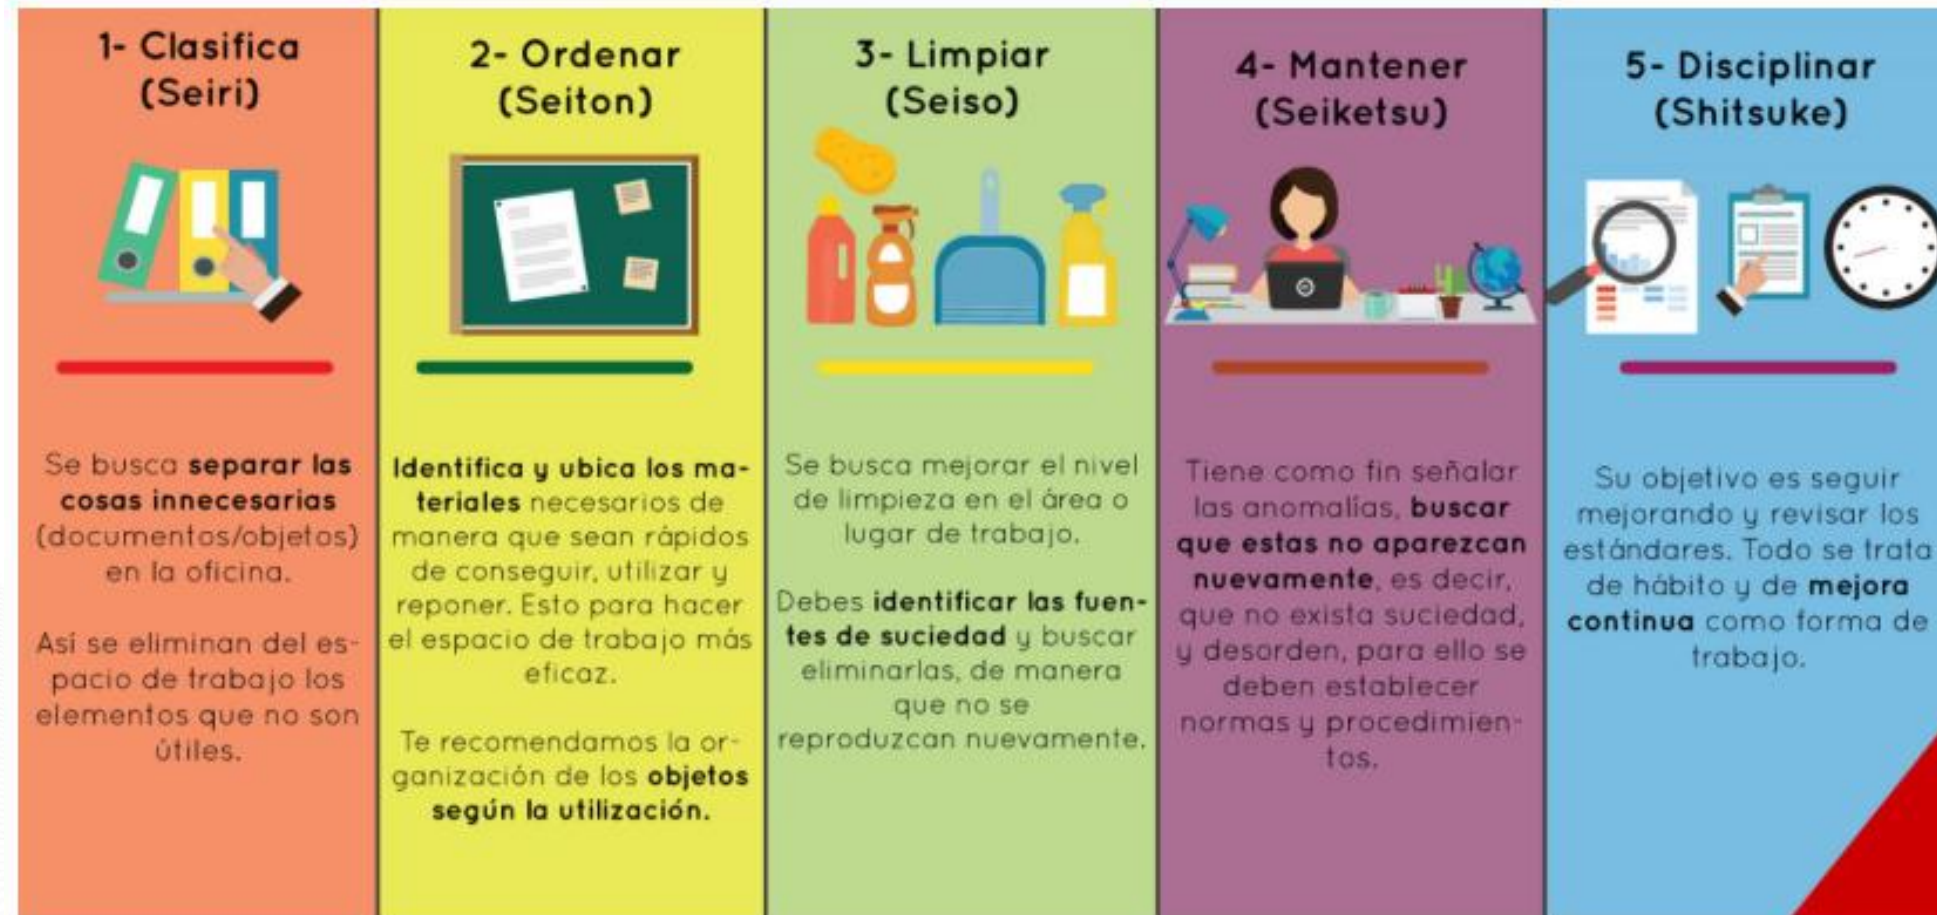 1- Clasifica
(Seiri)
Se busca separar las
cosas innecesarias
(documentos/objetos)
en la oficina.
Así se eliminan del es-
pacio de trabajo los
elementos que no son
útiles.
2- Ordenar
(Seiton)
Identifica y ubica los ma-
teriales necesarios de
manera que sean rápidos
de conseguir, utilizar y
reponer. Esto para hacer
el espacio de trabajo más
eficaz.
Te recomendamos la or-
ganización de los objetos
según la utilización.
3- Limpiar
(Seiso)
Se busca mejorar el nivel
de limpieza en el área o
lugar de trabajo.
Debes identificar las fuen-
tes de suciedad y buscar
eliminarlas, de manera
que no se
reproduzcan nuevamente.
4- Mantener
(Seiketsu)
Tiene como fin señalar
las anomalías, buscar
que estas no aparezcan
nuevamente, es decir,
que no exista suciedad,
y desorden, para ello se
deben establecer
normas y procedimien-
tos.
5- Disciplinar
(Shitsuke)
Su objetivo es seguir
mejorando y revisar los
estándares. Todo se trata
de hábito y de mejora
continua como forma de
trabajo.